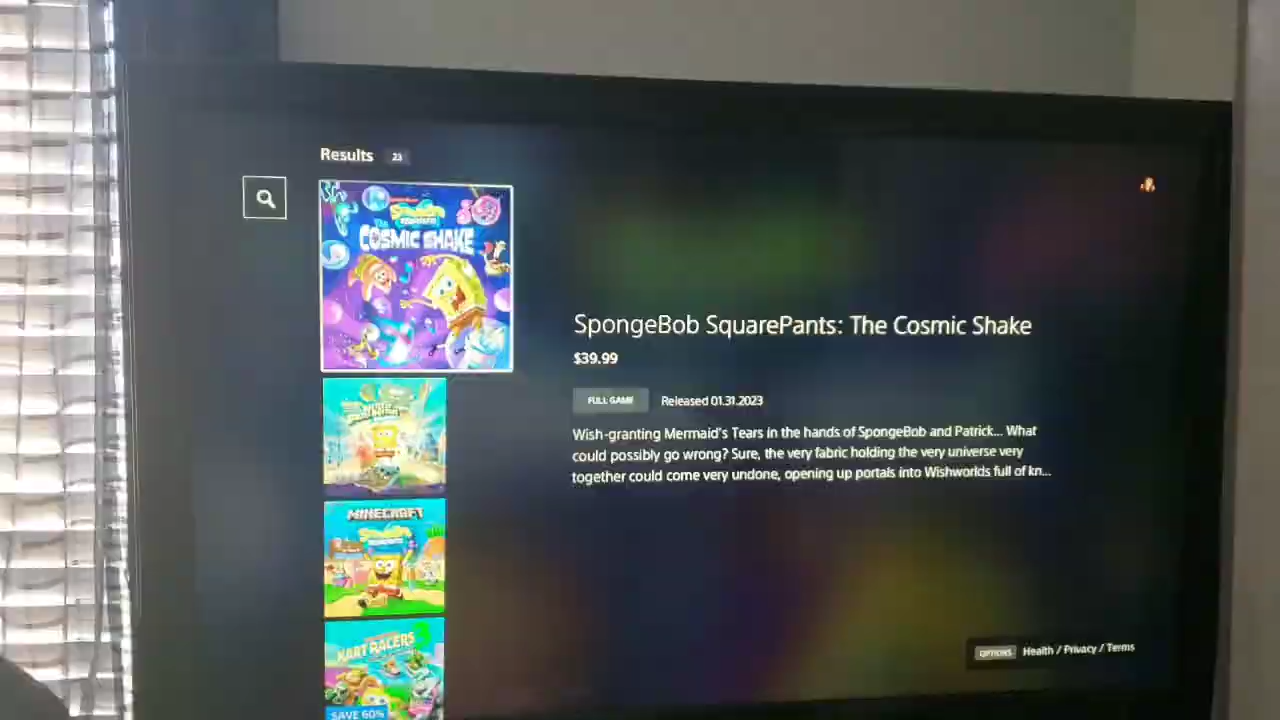 Results 23
SpongeBob
SQUAREPANTS
The
COSMIC SHAKE
SpongeBob SquarePants: The Cosmic Shake
$39.99
FULL GAME Released 01.31.2023
Wish-granting Mermaid's Tears in the hands of SpongeBob and Patrick... What
could possibly go wrong? Sure, the very fabric holding the very universe very
together could come very undone, opening up portals into Wishworlds full of kn...
MINECRAFT
KART RACERS 3
SAVE 60%
OPTIONS Health / Privacy / Terms